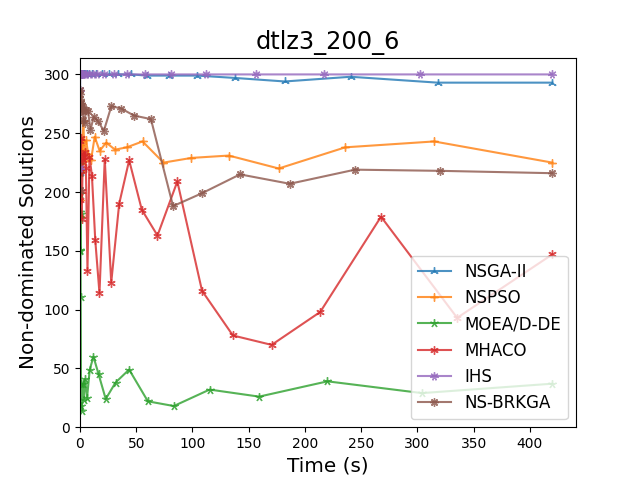 dtlz3_200_6
Non-dominated Solutions
300
250
200
150
100
50
0
0 50 100 150 200 250 300 350 400
Time (s)
NSGA-II
NSPSO
MOEA/D-DE
MHACO
IHS
NS-BRKGA